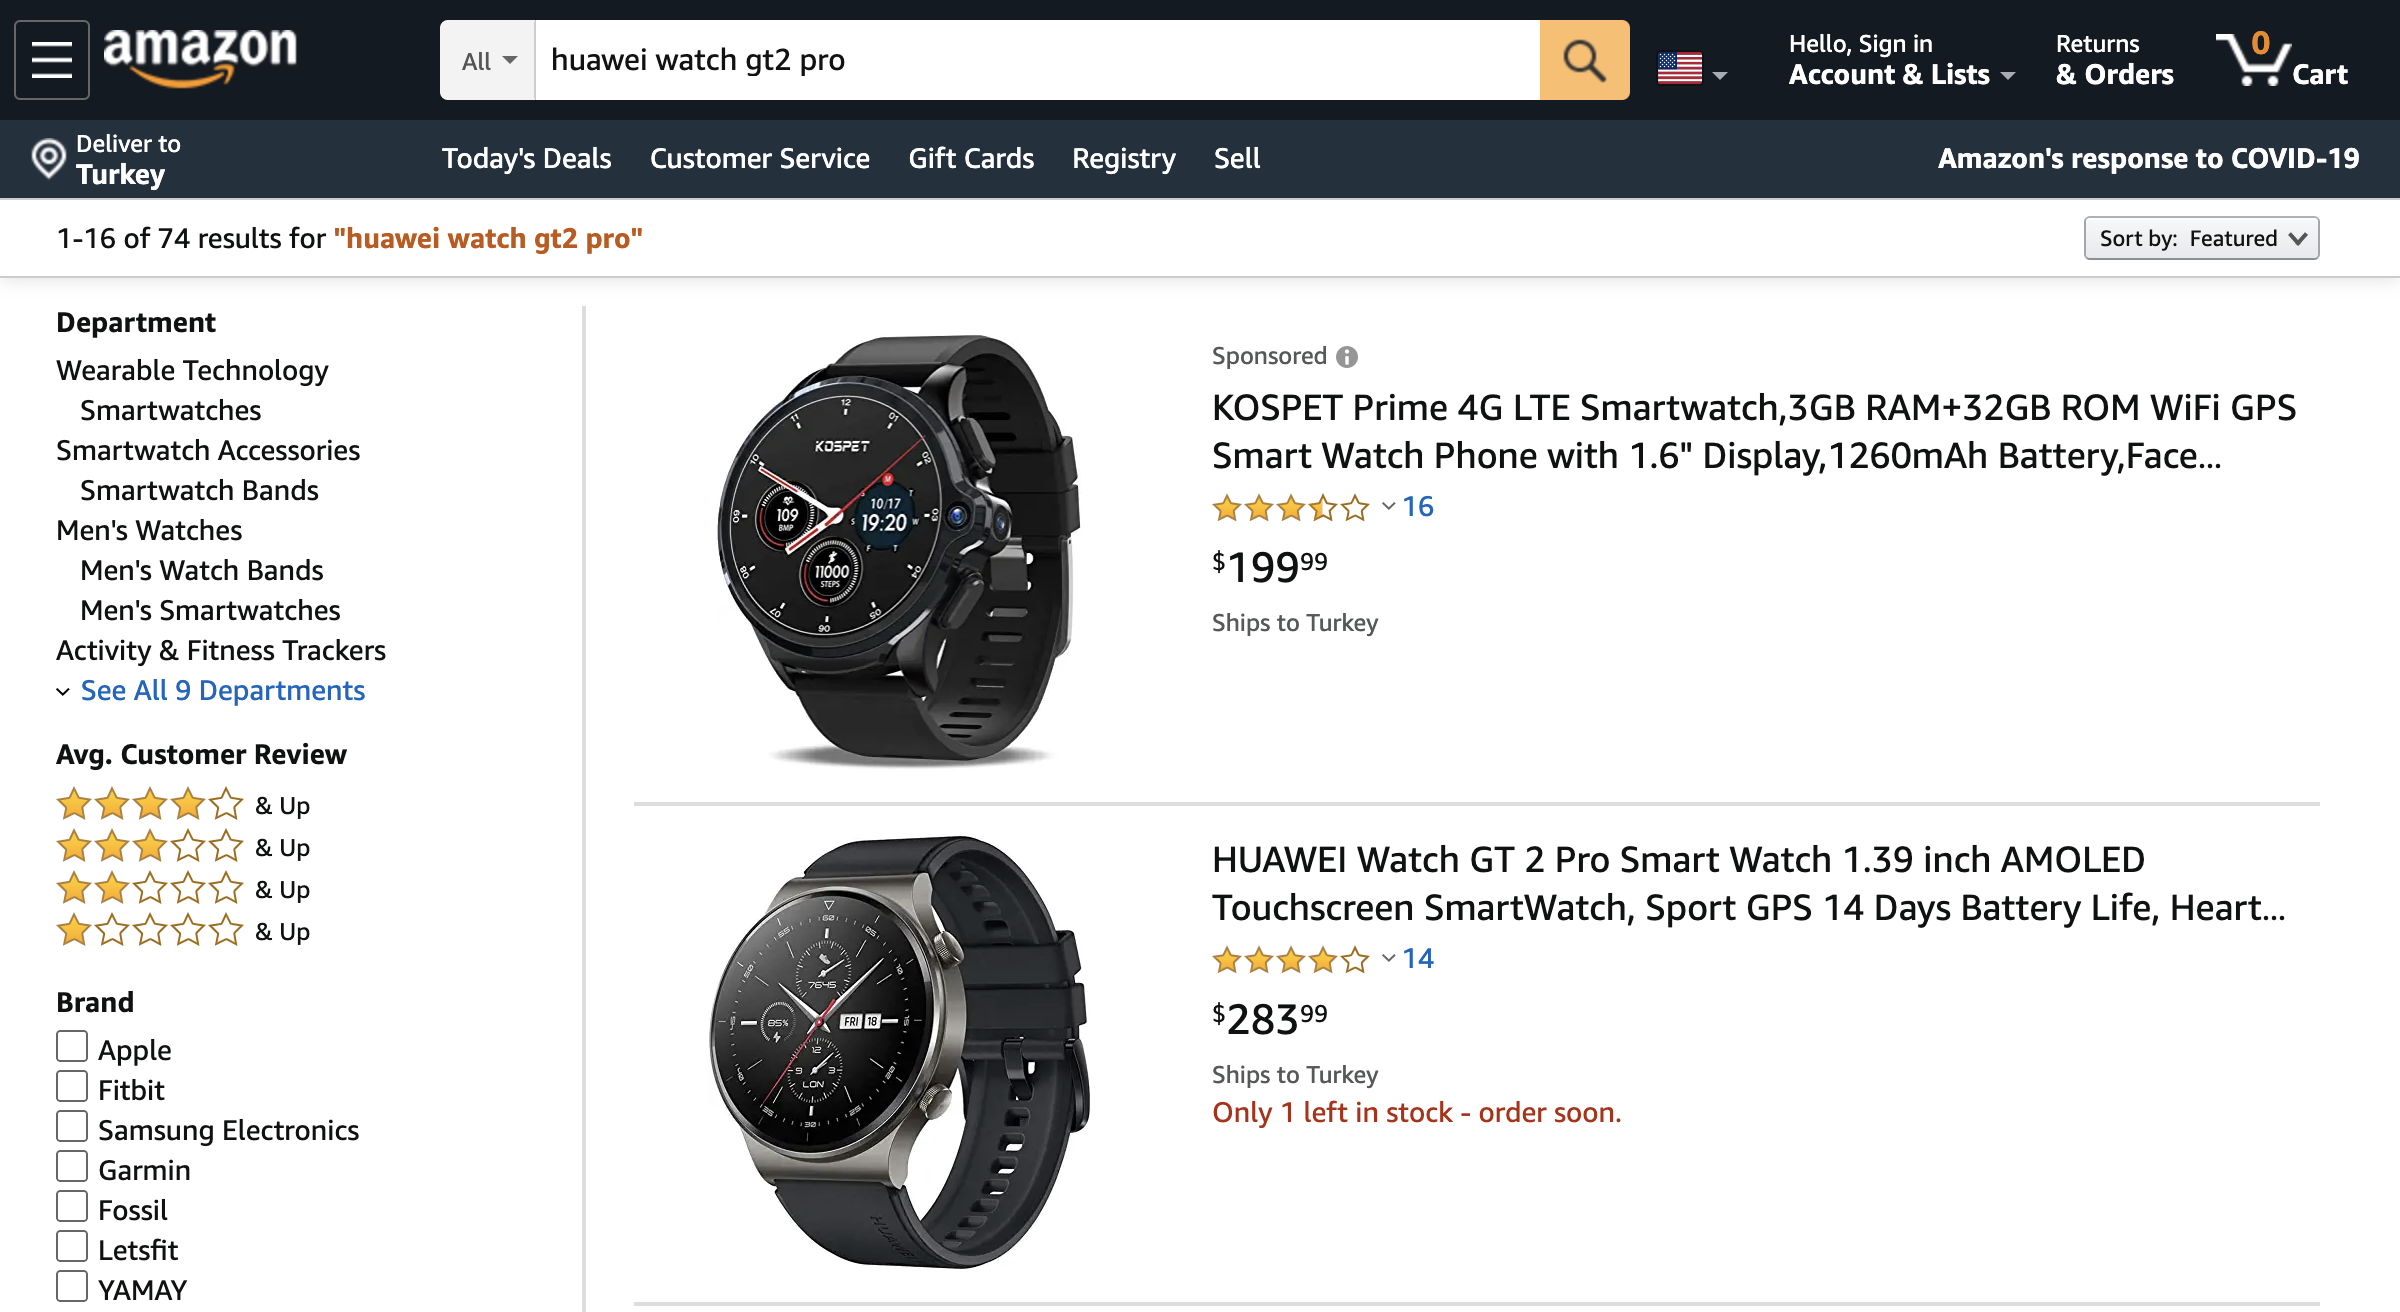 amazon
All
huawei watch gt2 pro
Hello, Sign in
Account & Lists
Returns
& Orders
0
Cart
Deliver to
Turkey
Today's Deals
Customer Service
Gift Cards
Registry
Sell
Amazon's response to COVID-19
1-16 of 74 results for "huawei watch gt2 pro"
Sort by: Featured
Department
Wearable Technology
Smartwatches
Smartwatch Accessories
Smartwatch Bands
Men's Watches
Men's Watch Bands
Men's Smartwatches
Activity & Fitness Trackers
See All 9 Departments
Avg. Customer Review
& Up
& Up
& Up
& Up
Brand
Apple
Fitbit
Samsung Electronics
Garmin
Fossil
Letsfit
YAMAY
KOSPET
109
BMP
10/17
19:20
11000
STEPS
Sponsored
KOSPET Prime 4G LTE Smartwatch,3GB RAM+32GB ROM WiFi GPS
Smart Watch Phone with 1.6" Display,1260mAh Battery,Face...
16
$199.99
Ships to Turkey
7645
85%
FRI 18
12
9 3
LON
HUAWEI
HUAWEI Watch GT 2 Pro Smart Watch 1.39 inch AMOLED
Touchscreen SmartWatch, Sport GPS 14 Days Battery Life, Heart...
14
$283.99
Ships to Turkey
Only 1 left in stock - order soon.